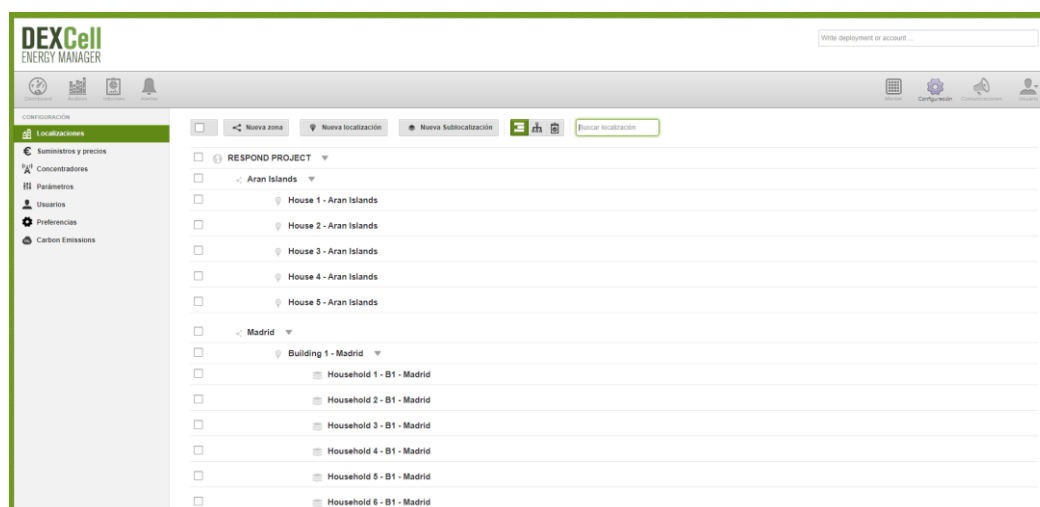 DEXCell
ENERGY MANAGER
Write deployment or account ...
Dashboard Análisis Informes Alertas
Market Configuración Comunicaciones Usuario
CONFIGURACIÓN
Localizaciones
Suministros y precios
Concentradores
Parámetros
Usuarios
Preferencias
Carbon Emissions
Nueva zona Nueva localización Nueva Sublocalización Buscar localización
RESPOND PROJECT
Aran Islands
House 1 - Aran Islands
House 2 - Aran Islands
House 3 - Aran Islands
House 4 - Aran Islands
House 5 - Aran Islands
Madrid
Building 1 - Madrid
Household 1 - B1 - Madrid
Household 2 - B1 - Madrid
Household 3 - B1 - Madrid
Household 4 - B1 - Madrid
Household 5 - B1 - Madrid
Household 6 - B1 - Madrid